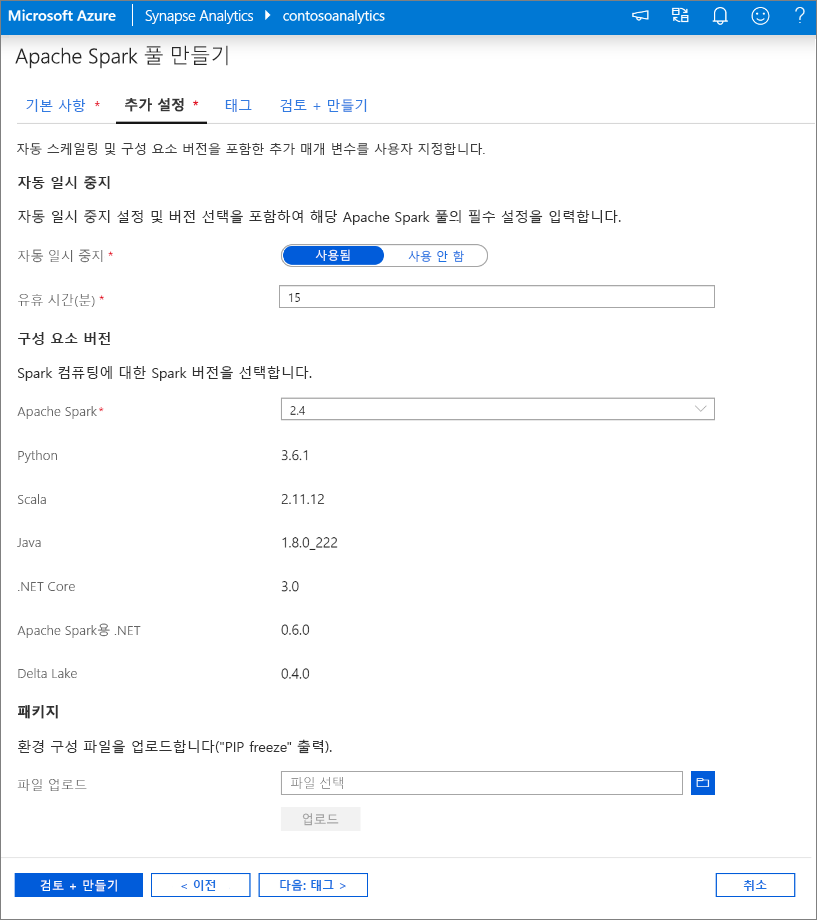 Microsoft Azure Synapse Analytics contosoanalytics ?
Apache Spark 풀 만들기
기본 사항 * 추가 설정 * 태그 검토 + 만들기
자동 스케일링 및 구성 요소 버전을 포함한 추가 매개 변수를 사용자 지정합니다.
자동 일시 중지
자동 일시 중지 설정 및 버전 선택을 포함하여 해당 Apache Spark 풀의 필수 설정을 입력합니다.
자동 일시 중지 * 사용됨 사용 안 함
유휴 시간(분) * 15
구성 요소 버전
Spark 컴퓨팅에 대한 Spark 버전을 선택합니다.
Apache Spark* 2.4
Python 3.6.1
Scala 2.11.12
Java 1.8.0_222
.NET Core 3.0
Apache Spark용 .NET 0.6.0
Delta Lake 0.4.0
패키지
환경 구성 파일을 업로드합니다("PIP freeze" 출력).
파일 업로드 파일 선택
업로드
검토 + 만들기 < 이전 다음: 태그 > 취소